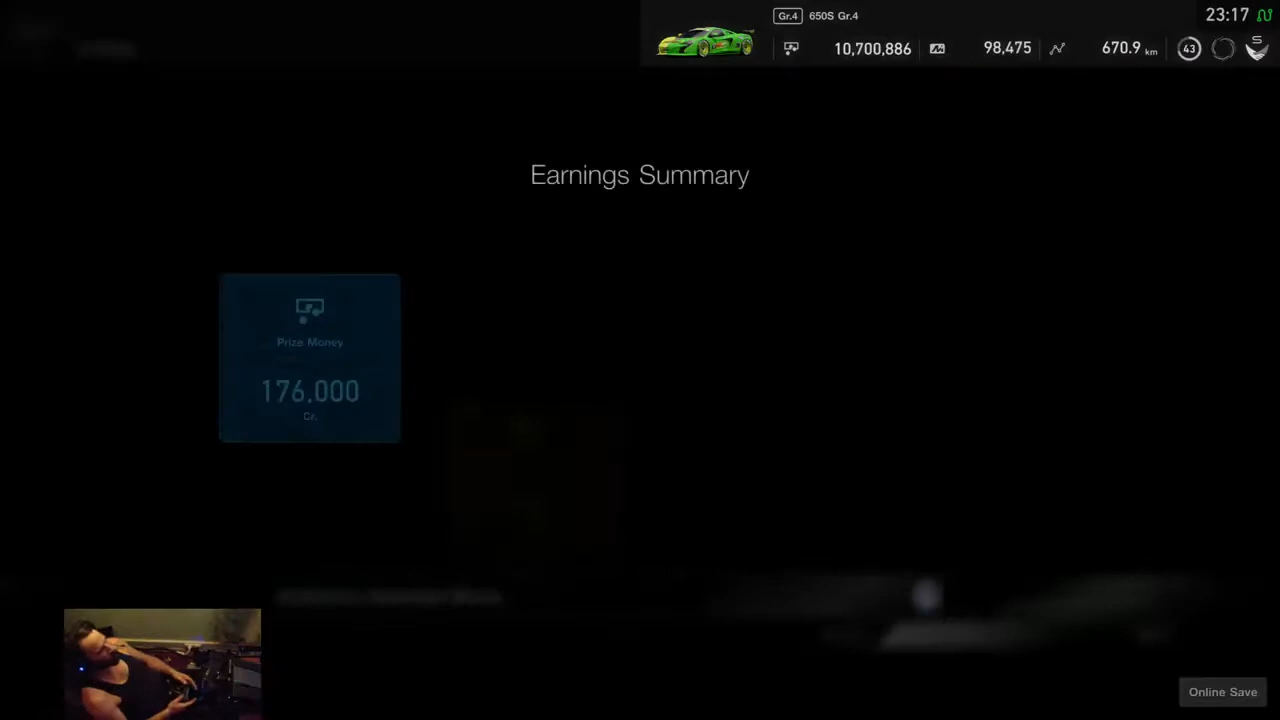 Gr.4 650S Gr.4
23:17
10,700,886
98,475
670.9 km
43
S
Earnings Summary
Prize Money
176,000
Cr.
Online Save